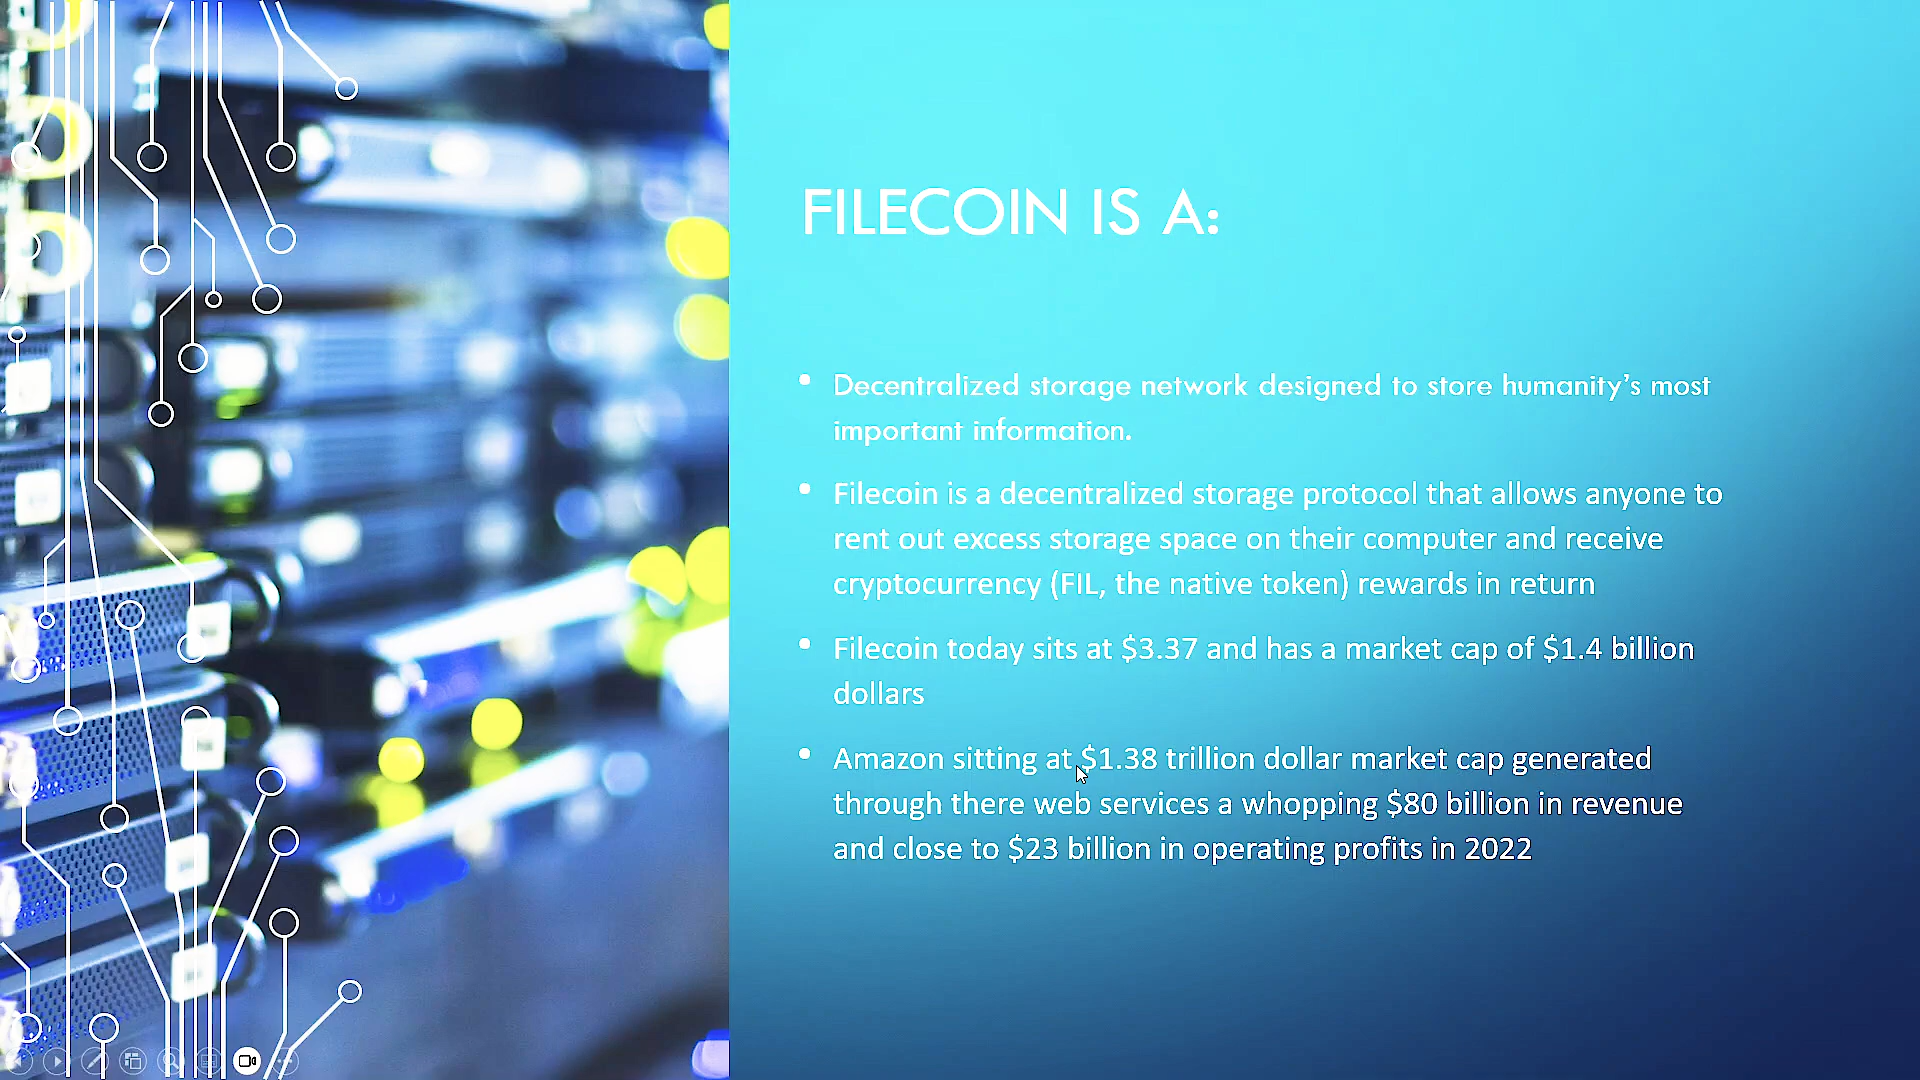 FILECOIN IS A:
• Decentralized storage network designed to store humanity's most
important information.
• Filecoin is a decentralized storage protocol that allows anyone to
rent out excess storage space on their computer and receive
cryptocurrency (FIL, the native token) rewards in return
• Filecoin today sits at $3.37 and has a market cap of $1.4 billion
dollars
• Amazon sitting at $1.38 trillion dollar market cap generated
through there web services a whopping $80 billion in revenue
and close to $23 billion in operating profits in 2022